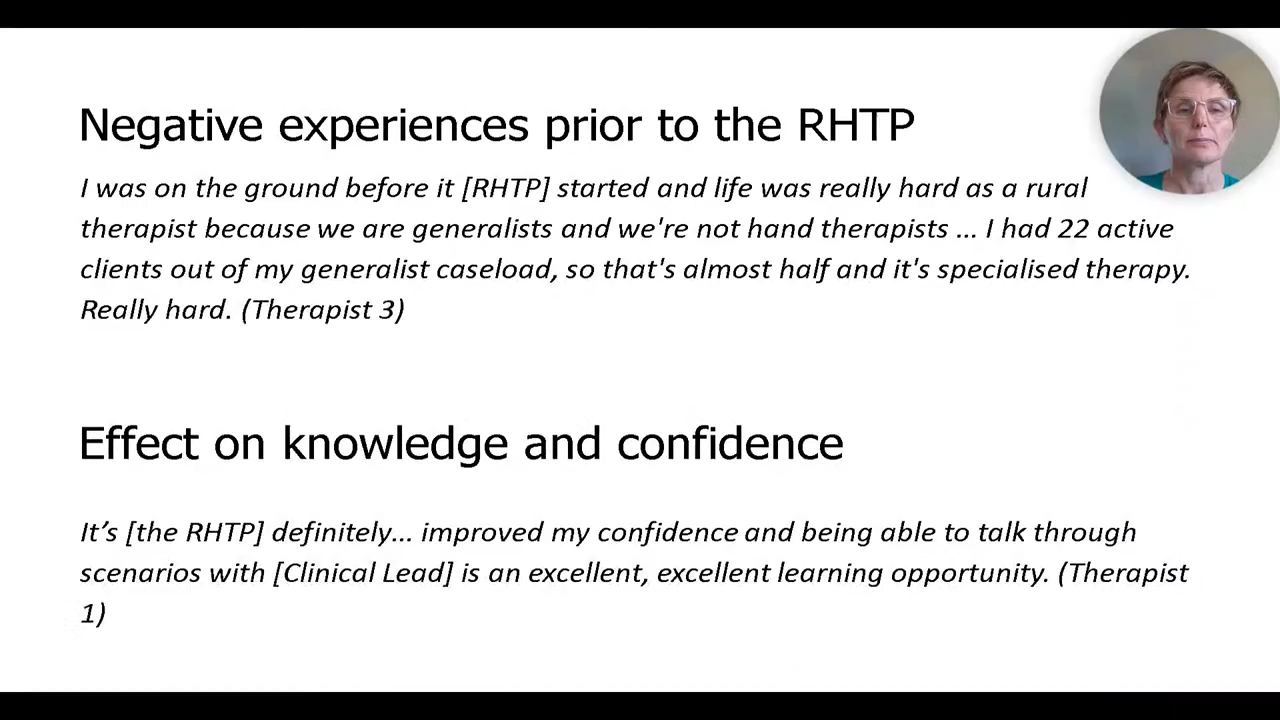 Negative experiences prior to the RHTP
I was on the ground before it [RHTP] started and life was really hard as a rural
therapist because we are generalists and we're not hand therapists ... I had 22 active
clients out of my generalist caseload, so that's almost half and it's specialised therapy.
Really hard. (Therapist 3)
Effect on knowledge and confidence
It’s [the RHTP] definitely... improved my confidence and being able to talk through
scenarios with [Clinical Lead] is an excellent, excellent learning opportunity. (Therapist
1)